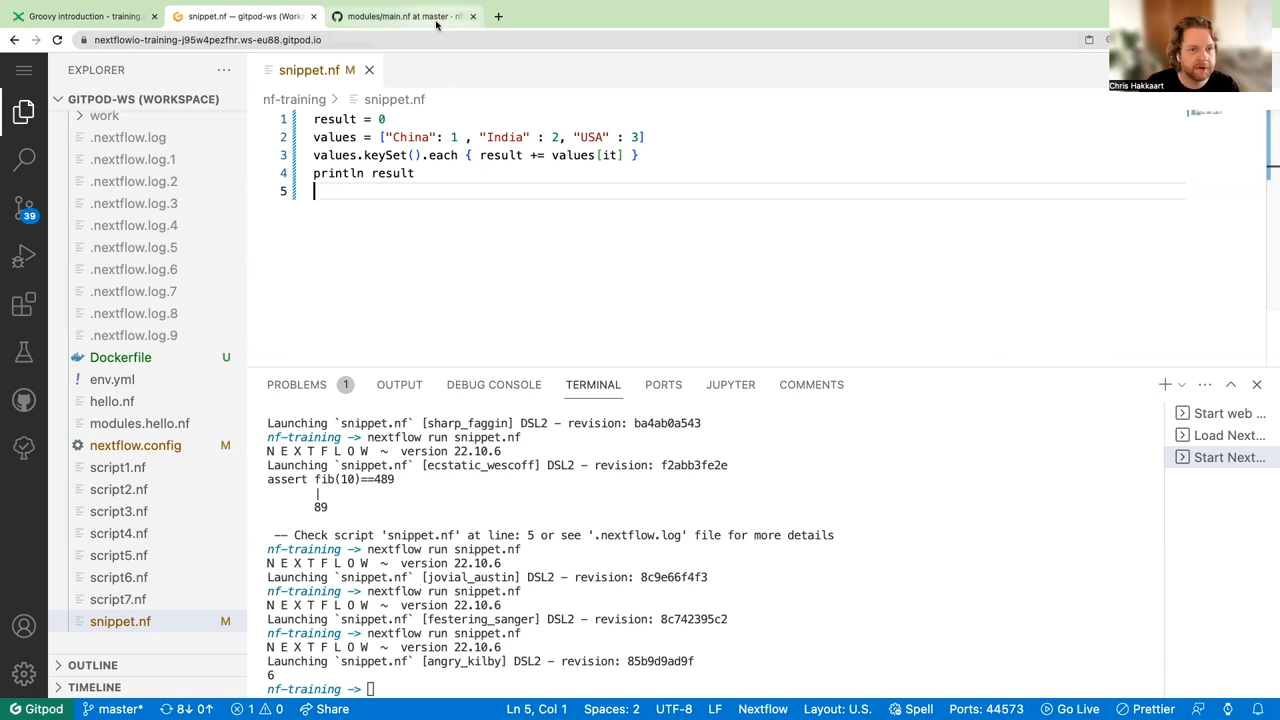 Groovy introduction - training.
snippet.nf — gitpod-ws (Works
modules/main.nf at master · nf
nextflowio-training-j95w4pezfhr.ws-eu88.gitpod.io
Chris Hakkaart
EXPLORER
GITPOD-WS (WORKSPACE)
work
.nextflow.log
.nextflow.log.1
.nextflow.log.2
.nextflow.log.3
.nextflow.log.4
.nextflow.log.5
.nextflow.log.6
.nextflow.log.7
.nextflow.log.8
.nextflow.log.9
Dockerfile U
env.yml
hello.nf
modules.hello.nf
nextflow.config M
script1.nf
script2.nf
script3.nf
script4.nf
script5.nf
script6.nf
script7.nf
snippet.nf M
OUTLINE
TIMELINE
39
snippet.nf M
nf-training > snippet.nf
1 result = 0
2 values = ["China": 1 , "India" : 2, "USA" : 3]
3 values.keySet().each { result += values[it] }
4 println result
5
PROBLEMS 1 OUTPUT DEBUG CONSOLE TERMINAL PORTS JUPYTER COMMENTS
Launching `snippet.nf` [sharp_faggin] DSL2 - revision: ba4ab0a543
nf-training -> nextflow run snippet.nf
N E X T F L O W ~ version 22.10.6
Launching `snippet.nf` [ecstatic_wescoff] DSL2 - revision: f2abb3fe2e
assert fib(10)==489
|
89
-- Check script 'snippet.nf' at line: 5 or see '.nextflow.log' file for more details
nf-training -> nextflow run snippet.nf
N E X T F L O W ~ version 22.10.6
Launching `snippet.nf` [jovial_austin] DSL2 - revision: 8c9e66f4f3
nf-training -> nextflow run snippet.nf
N E X T F L O W ~ version 22.10.6
Launching `snippet.nf` [festering_sanger] DSL2 - revision: 8c742395c2
nf-training -> nextflow run snippet.nf
N E X T F L O W ~ version 22.10.6
Launching `snippet.nf` [angry_kilby] DSL2 - revision: 85b9d9ad9f
6
nf-training ->
Start web ...
Load Next...
Start Next...
Gitpod master* 8↓ 0↑ 1 0 Share Ln 5, Col 1 Spaces: 2 UTF-8 LF Nextflow Layout: U.S. Spell Ports: 44573 Go Live Prettier